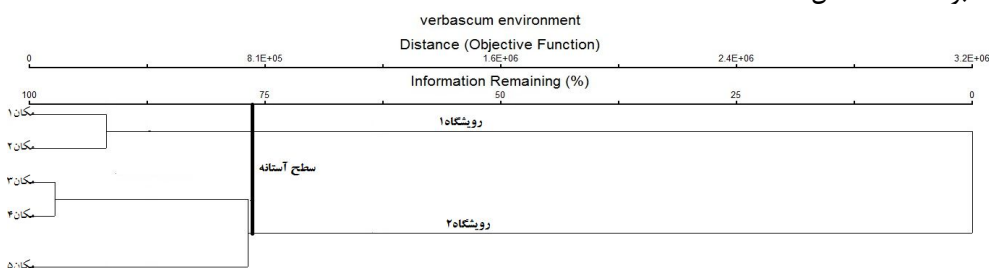 verbascum environment
Distance (Objective Function)
0 8.1E+05 1.6E+06 2.4E+06 3.2E+06
Information Remaining (%)
100 75 50 25 0
مکان۱
رویشگاه۱
مکان۲
سطح آستانه
مکان۳
مکان۴
رویشگاه۲
مکان۵